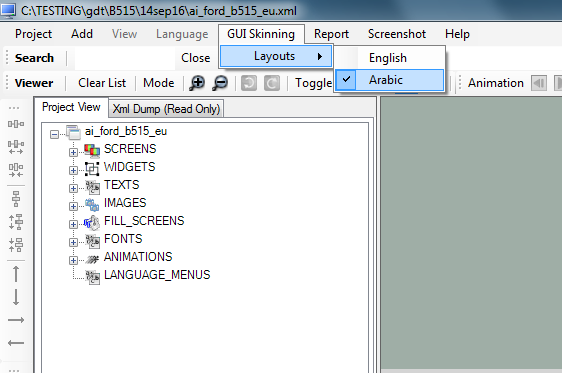 C:\TESTING\gdt\B515\14sep16\ai_ford_b515_eu.xml
Project Add View Language GUI Skinning Report Screenshot Help
Search Close Layouts English
Viewer Clear List Mode Toggle Arabic Animation
Project View Xml Dump (Read Only)
ai_ford_b515_eu
SCREENS
WIDGETS
TEXTS
IMAGES
FILL_SCREENS
FONTS
ANIMATIONS
LANGUAGE_MENUS